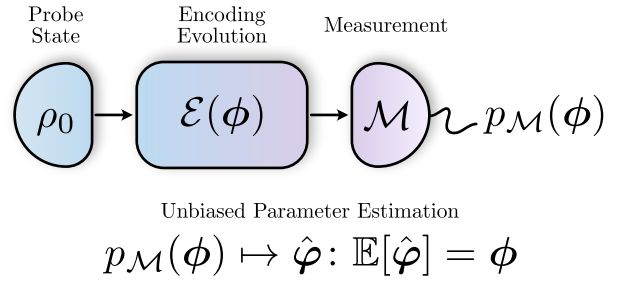 Probe
State
Encoding
Evolution
Measurement
ρ₀
ℰ(ϕ)
ℳ
pℳ(ϕ)
Unbiased Parameter Estimation
pℳ(ϕ) ↦ φ̂ : 𝔼[φ̂] = ϕ